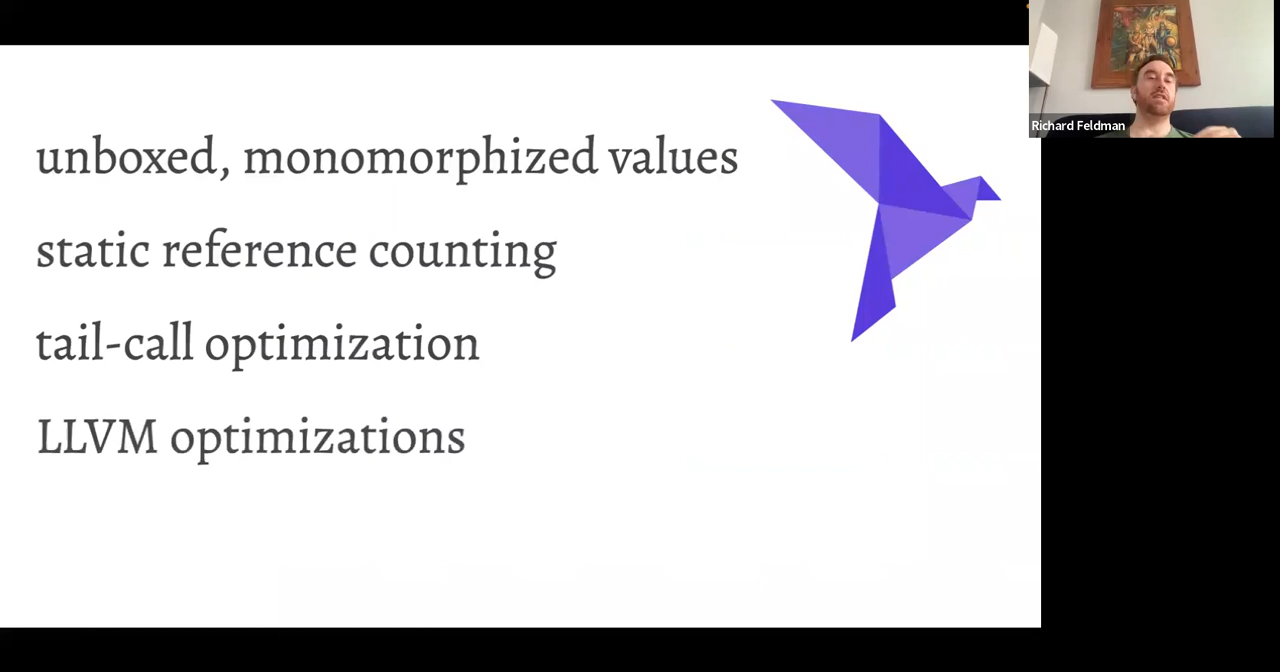 unboxed, monomorphized values
static reference counting
tail-call optimization
LLVM optimizations
Richard Feldman